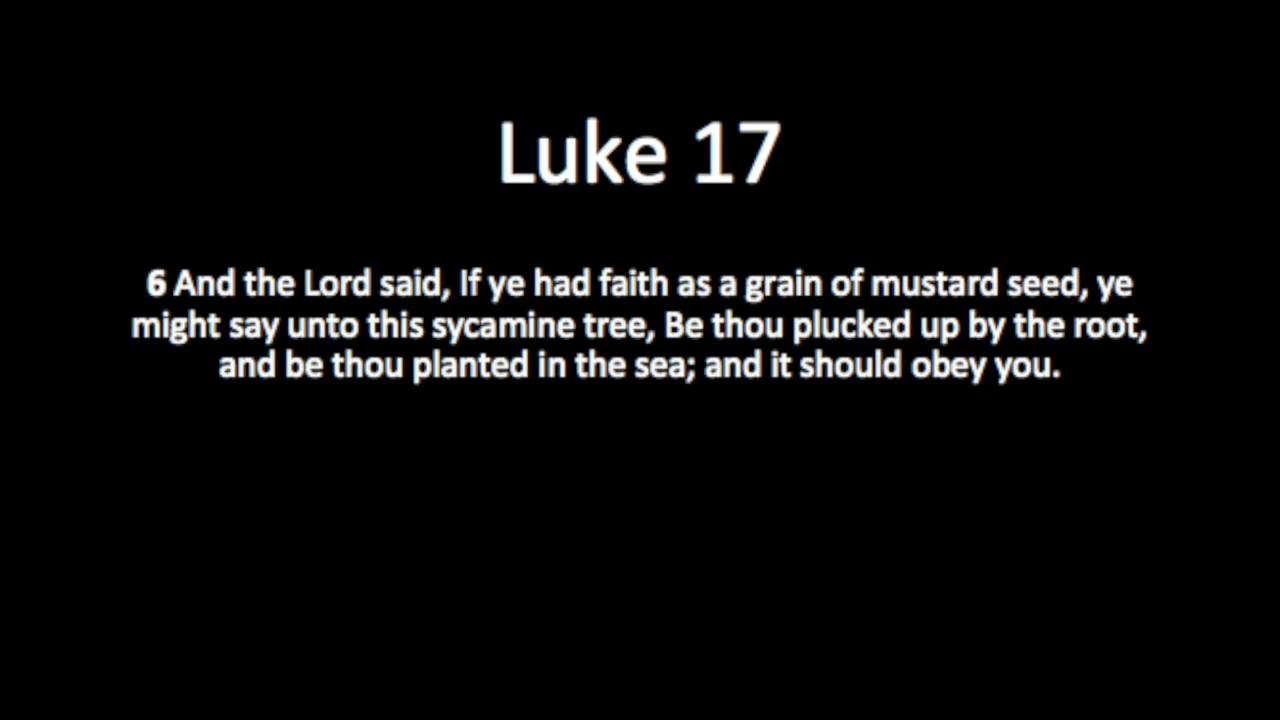 Luke 17
6 And the Lord said, If ye had faith as a grain of mustard seed, ye
might say unto this sycamine tree, Be thou plucked up by the root,
and be thou planted in the sea; and it should obey you.